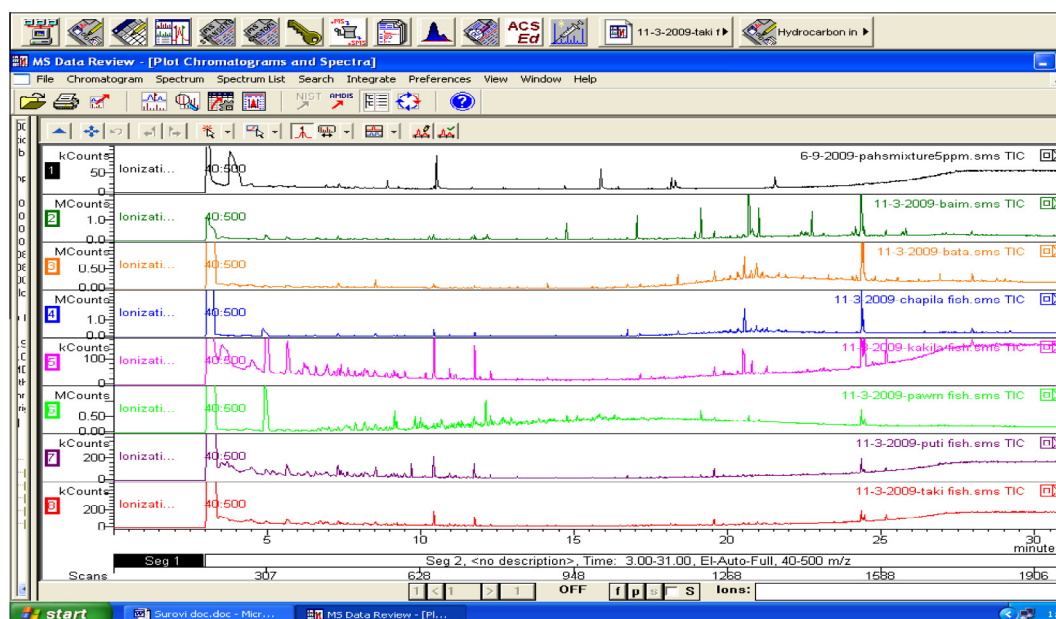 ACS
Ed
11-3-2009-taki f
Hydrocarbon in
MS Data Review - [Plot Chromatograms and Spectra]
File Chromatogram Spectrum Spectrum List Search Integrate Preferences View Window Help
NIST AMDIS
kCounts
50
1
Ionizati...
40:500
6-9-2009-pahsmixture5ppm.sms TIC
MCounts
1.0
0.0
2
Ionizati...
40:500
11-3-2009-baim.sms TIC
MCounts
0.50
0.00
3
Ionizati...
40:500
11-3-2009-bata.sms TIC
MCounts
1.0
0.0
4
Ionizati...
40:500
11-3-2009-chapila fish.sms TIC
kCounts
100
0
5
Ionizati...
40:500
11-3-2009-kakila fish.sms TIC
MCounts
0.50
0.00
6
Ionizati...
40:500
11-3-2009-pawrn fish.sms TIC
kCounts
200
0
7
Ionizati...
40:500
11-3-2009-puti fish.sms TIC
kCounts
200
0
8
Ionizati...
40:500
11-3-2009-taki fish.sms TIC
5 10 15 20 25 30
minute
Seg 1 Seg 2, <no description>, Time: 3.00-31.00, EI-Auto-Full, 40-500 m/z
Scans 307 628 948 1268 1588 1906
1 < 1 > 1 OFF f p s S Ions:
start Surovi doc.doc - Micr... MS Data Review - [Pl...